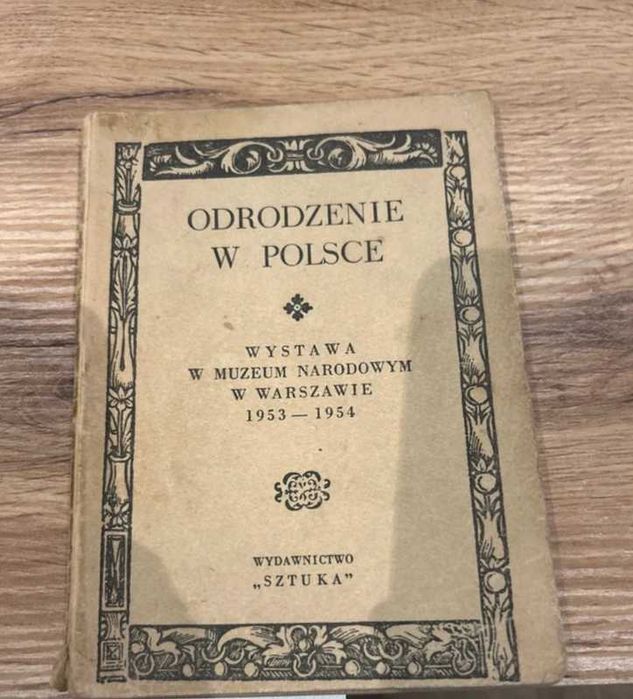 ODRODZENIE
W POLSCE
WYSTAWA
W MUZEUM NARODOWYM
W WARSZAWIE
1953 — 1954
WYDAWNICTWO
„SZTUKA”